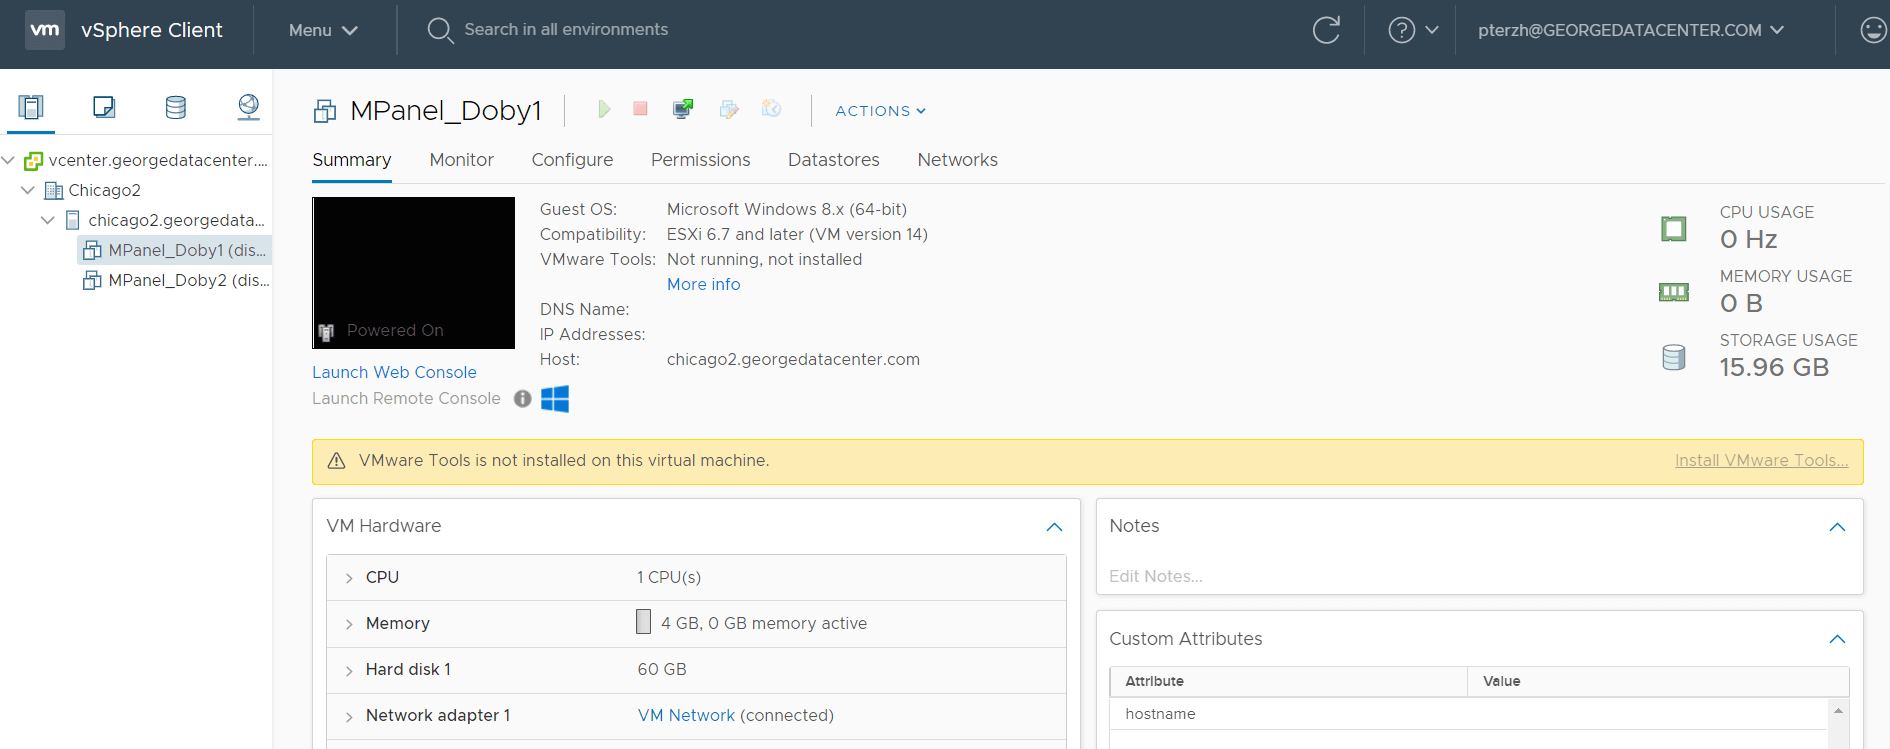 vm vSphere Client Menu Search in all environments ? pterzh@GEORGEDATACENTER.COM
vcenter.georgedatacenter....
Chicago2
chicago2.georgedata...
MPanel_Doby1 (dis...
MPanel_Doby2 (dis...
MPanel_Doby1 ACTIONS
Summary Monitor Configure Permissions Datastores Networks
Powered On
Launch Web Console
Launch Remote Console i
Guest OS: Microsoft Windows 8.x (64-bit)
Compatibility: ESXi 6.7 and later (VM version 14)
VMware Tools: Not running, not installed
More info
DNS Name:
IP Addresses:
Host: chicago2.georgedatacenter.com
CPU USAGE
0 Hz
MEMORY USAGE
0 B
STORAGE USAGE
15.96 GB
VMware Tools is not installed on this virtual machine. Install VMware Tools...
VM Hardware
CPU 1 CPU(s)
Memory 4 GB, 0 GB memory active
Hard disk 1 60 GB
Network adapter 1 VM Network (connected)
Notes
Edit Notes...
Custom Attributes
Attribute Value
hostname